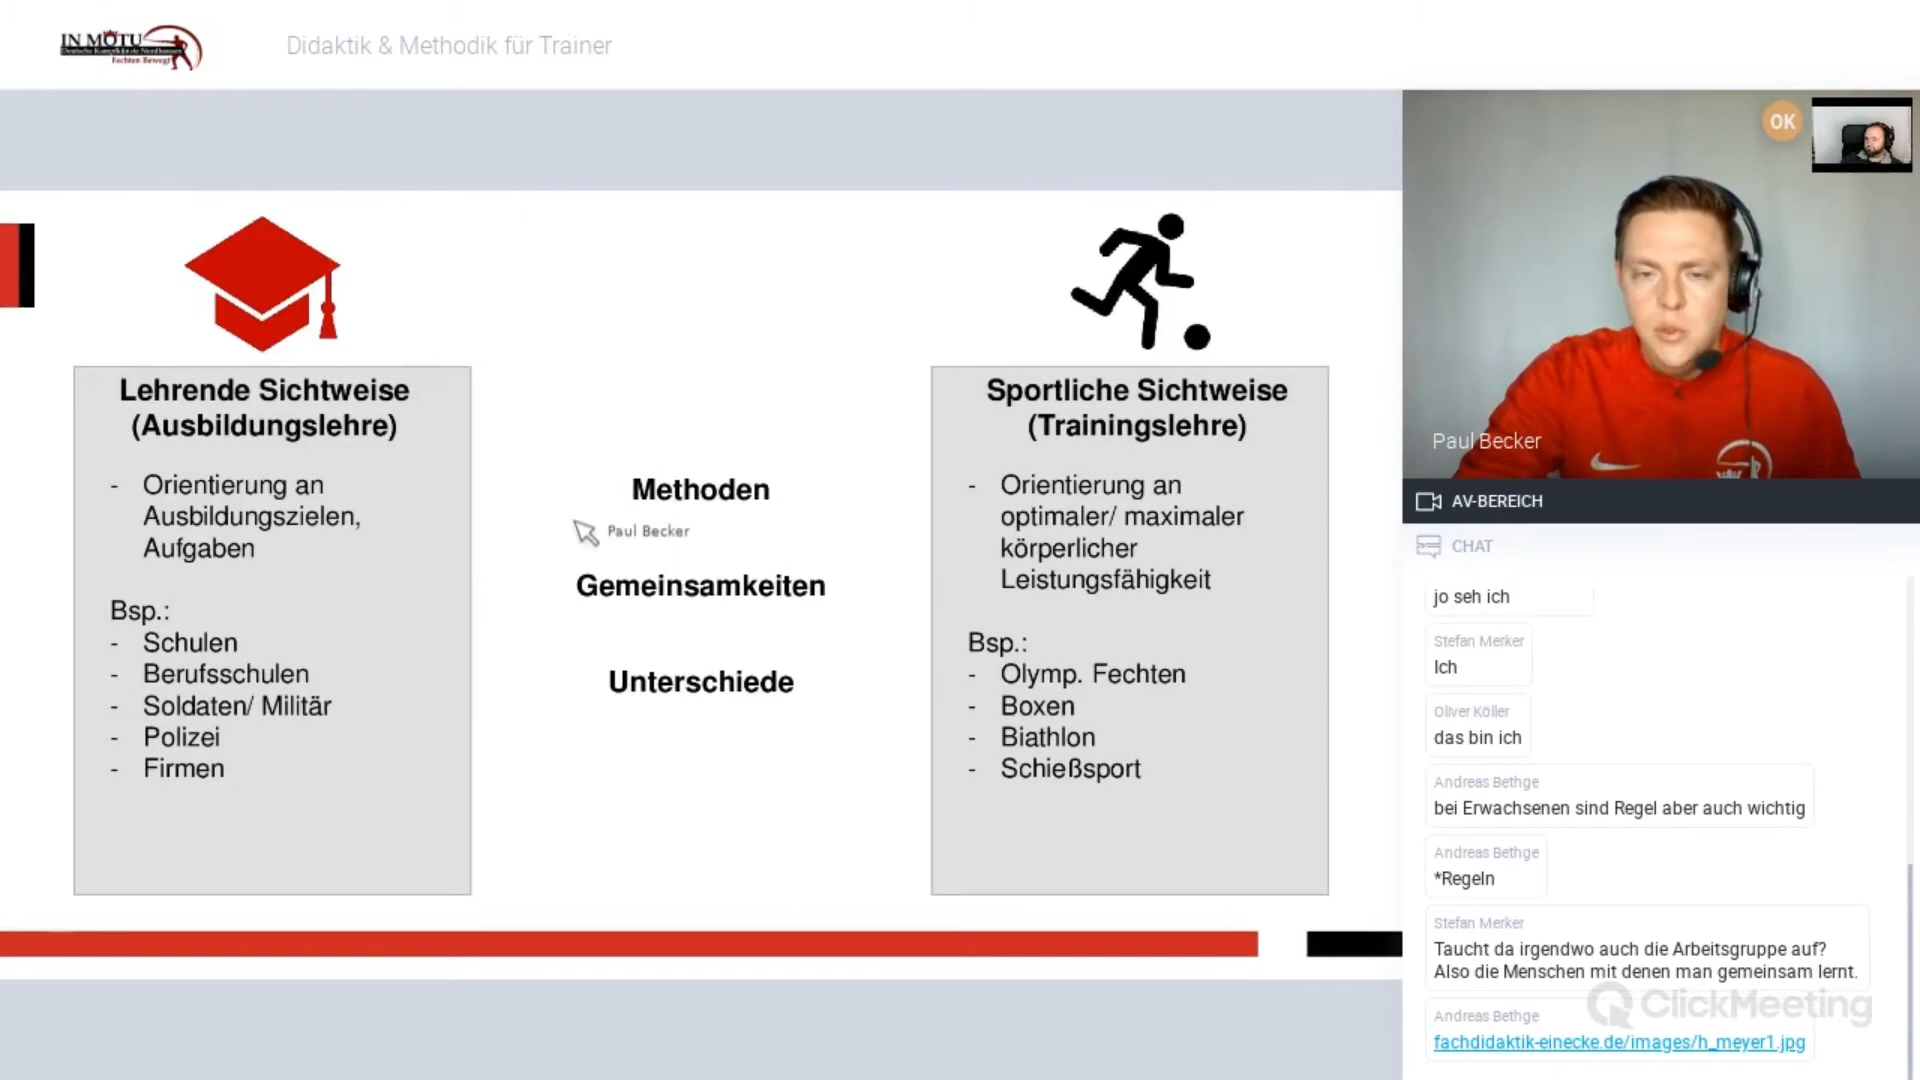 IN MOTU
Fechten Bewegt
Didaktik & Methodik für Trainer
Lehrende Sichtweise
(Ausbildungslehre)
- Orientierung an
Ausbildungszielen,
Aufgaben
Bsp.:
- Schulen
- Berufsschulen
- Soldaten/ Militär
- Polizei
- Firmen
Methoden
Paul Becker
Gemeinsamkeiten
Unterschiede
Sportliche Sichtweise
(Trainingslehre)
- Orientierung an
optimaler/ maximaler
körperlicher
Leistungsfähigkeit
Bsp.:
- Olymp. Fechten
- Boxen
- Biathlon
- Schießsport
OK
Paul Becker
AV-BEREICH
CHAT
jo seh ich
Stefan Merker
Ich
Oliver Köller
das bin ich
Andreas Bethge
bei Erwachsenen sind Regel aber auch wichtig
Andreas Bethge
*Regeln
Stefan Merker
Taucht da irgendwo auch die Arbeitsgruppe auf?
Also die Menschen mit denen man gemeinsam lernt.
ClickMeeting
Andreas Bethge
fachdidaktik-einecke.de/images/h_meyer1.jpg